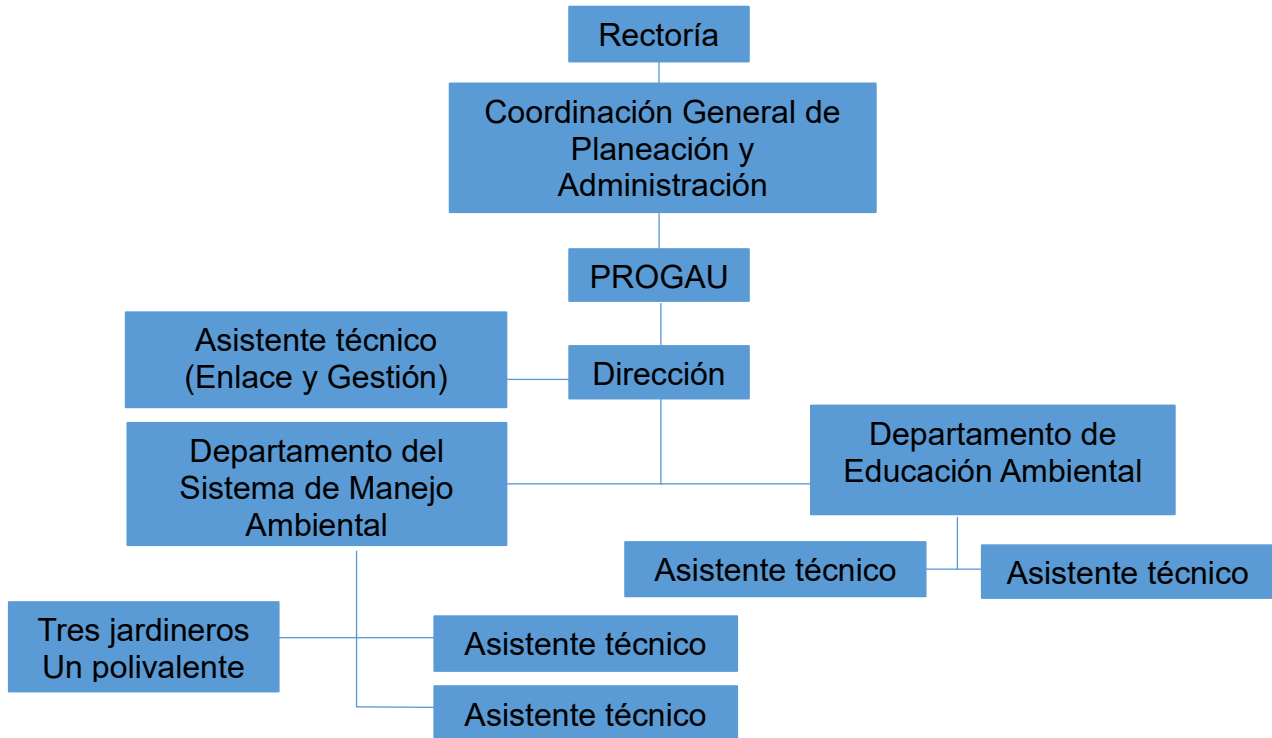 Rectoría
Coordinación General de
Planeación y
Administración
PROGAU
Asistente técnico
(Enlace y Gestión)
Dirección
Departamento del
Sistema de Manejo
Ambiental
Departamento de
Educación Ambiental
Asistente técnico
Asistente técnico
Tres jardineros
Un polivalente
Asistente técnico
Asistente técnico